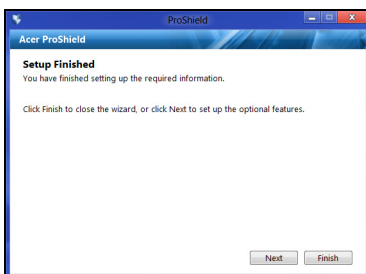 ProShield
Acer ProShield
Setup Finished
You have finished setting up the required information.
Click Finish to close the wizard, or click Next to set up the optional features.
Next
Finish